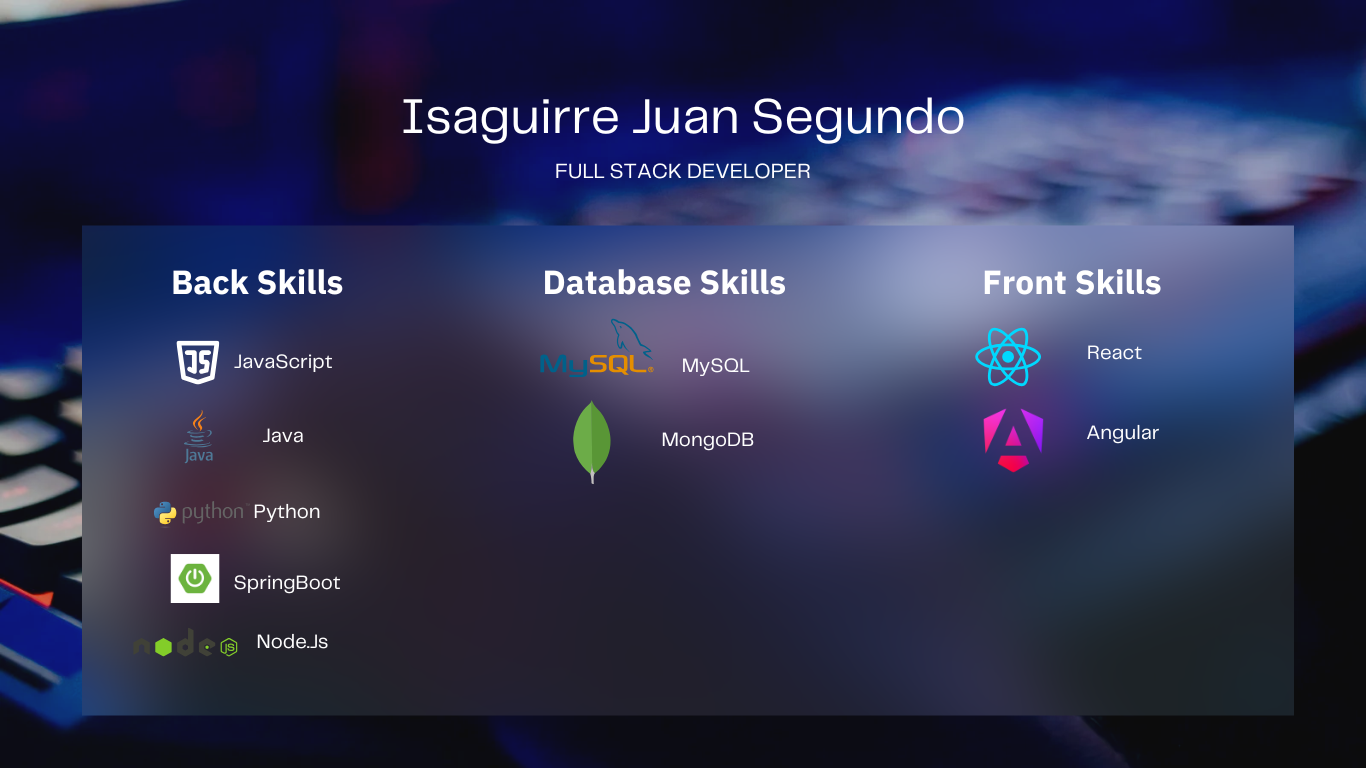 Isaguirre Juan Segundo
FULL STACK DEVELOPER
Back Skills
JS JavaScript
Java Java
python Python
SpringBoot
node JS Node.Js
Database Skills
MySQL® MySQL
MongoDB
Front Skills
React
Angular